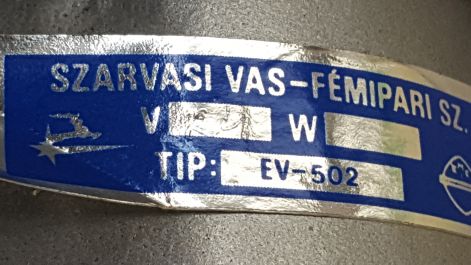 SZARVASI VAS-FÉMIPARI SZ.
V W
TIP: EV-502